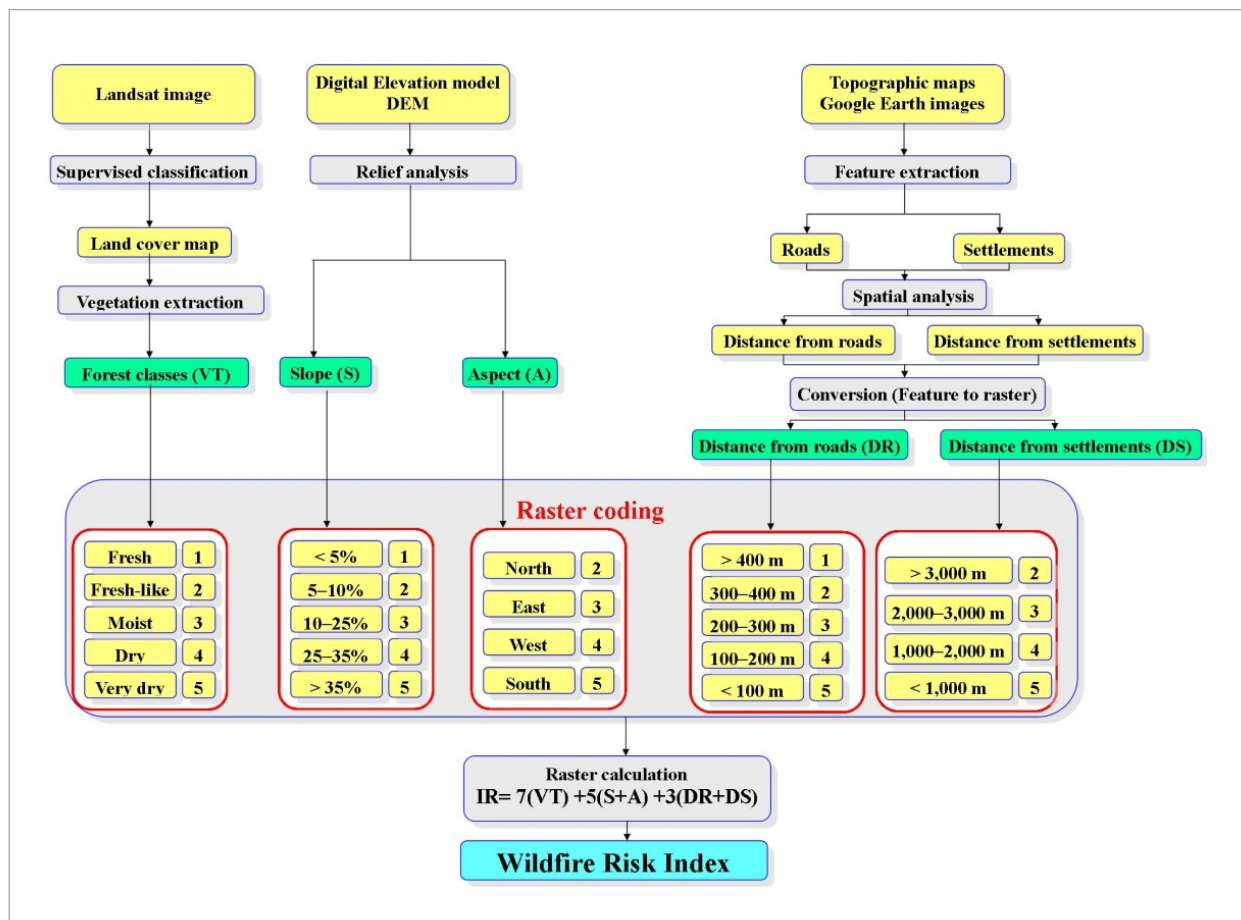 Landsat image
Digital Elevation model
DEM
Topographic maps
Google Earth images
Supervised classification
Relief analysis
Feature extraction
Land cover map
Roads
Settlements
Vegetation extraction
Spatial analysis
Distance from roads
Distance from settlements
Forest classes (VT)
Slope (S)
Aspect (A)
Conversion (Feature to raster)
Distance from roads (DR)
Distance from settlements (DS)
Raster coding
Fresh 1
Fresh-like 2
Moist 3
Dry 4
Very dry 5
< 5% 1
5–10% 2
10–25% 3
25–35% 4
> 35% 5
North 2
East 3
West 4
South 5
> 400 m 1
300–400 m 2
200–300 m 3
100–200 m 4
< 100 m 5
> 3,000 m 2
2,000–3,000 m 3
1,000–2,000 m 4
< 1,000 m 5
Raster calculation
IR= 7(VT) +5(S+A) +3(DR+DS)
Wildfire Risk Index